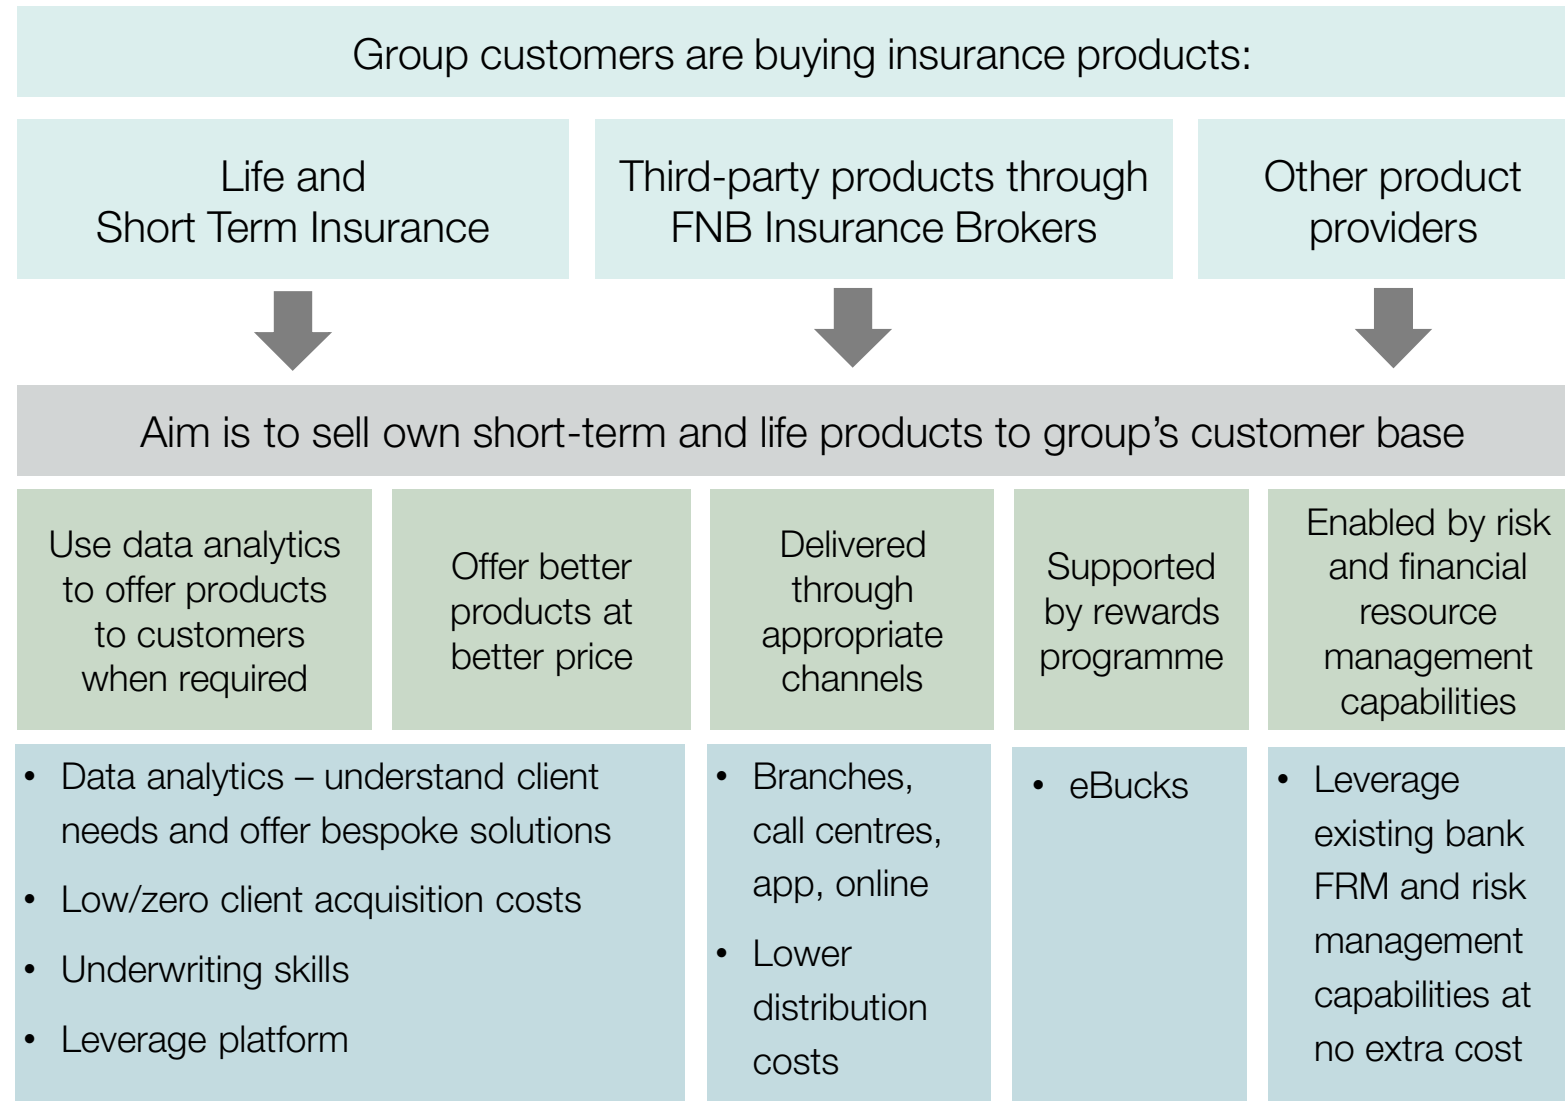 Group customers are buying insurance products:
Life and
Short Term Insurance
Third-party products through
FNB Insurance Brokers
Other product
providers
Aim is to sell own short-term and life products to group’s customer base
Use data analytics
to offer products
to customers
when required
Offer better
products at
better price
Delivered
through
appropriate
channels
Supported
by rewards
programme
Enabled by risk
and financial
resource
management
capabilities
• Data analytics – understand client
needs and offer bespoke solutions
• Low/zero client acquisition costs
• Underwriting skills
• Leverage platform
• Branches,
call centres,
app, online
• Lower
distribution
costs
• eBucks
• Leverage
existing bank
FRM and risk
management
capabilities at
no extra cost